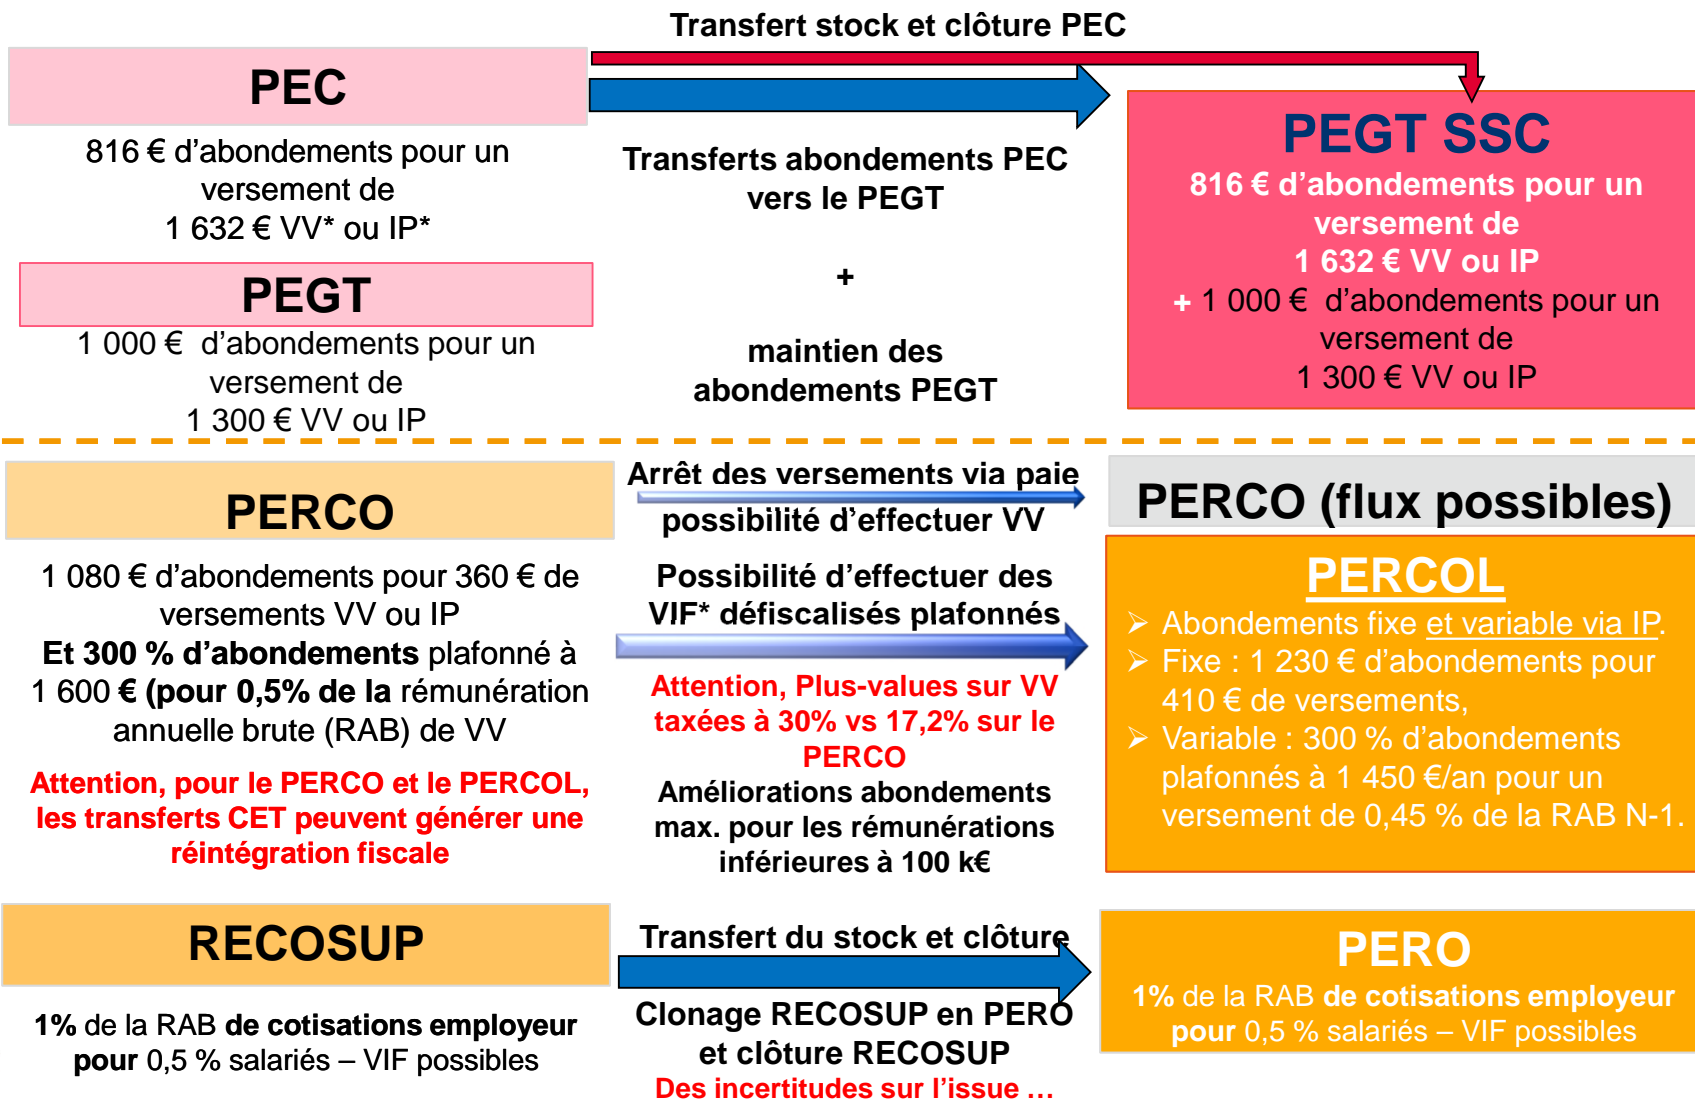 Transfert stock et clôture PEC
PEC
816 € d’abondements pour un
versement de
1 632 € VV* ou IP*
PEGT
1 000 €  d’abondements pour un
versement de
1 300 € VV ou IP
Transferts abondements PEC
vers le PEGT
+
maintien des
abondements PEGT
PEGT SSC
816 € d’abondements pour un
versement de
1 632 € VV ou IP
+ 1 000 €  d’abondements pour un
versement de
1 300 € VV ou IP
PERCO
1 080 € d’abondements pour 360 € de
versements VV ou IP
Et 300 % d’abondements plafonné à
1 600 € (pour 0,5% de la rémunération
annuelle brute (RAB) de VV
Attention, pour le PERCO et le PERCOL,
les transferts CET peuvent générer une
réintégration fiscale
Arrêt des versements via paie
possibilité d’effectuer VV
Possibilité d’effectuer des
VIF* défiscalisés plafonnés
Attention, Plus-values sur VV
taxées à 30% vs 17,2% sur le
PERCO
Améliorations abondements
max. pour les rémunérations
inférieures à 100 k€
PERCO (flux possibles)
PERCOL
➢ Abondements fixe et variable via IP.
➢ Fixe : 1 230 € d’abondements pour
410 € de versements,
➢ Variable : 300 % d’abondements
plafonnés à 1 450 €/an pour un
versement de 0,45 % de la RAB N-1.
RECOSUP
1% de la RAB de cotisations employeur
pour 0,5 % salariés – VIF possibles
Transfert du stock et clôture
Clonage RECOSUP en PERO
et clôture RECOSUP
Des incertitudes sur l’issue …
PERO
1% de la RAB de cotisations employeur
pour 0,5 % salariés – VIF possibles